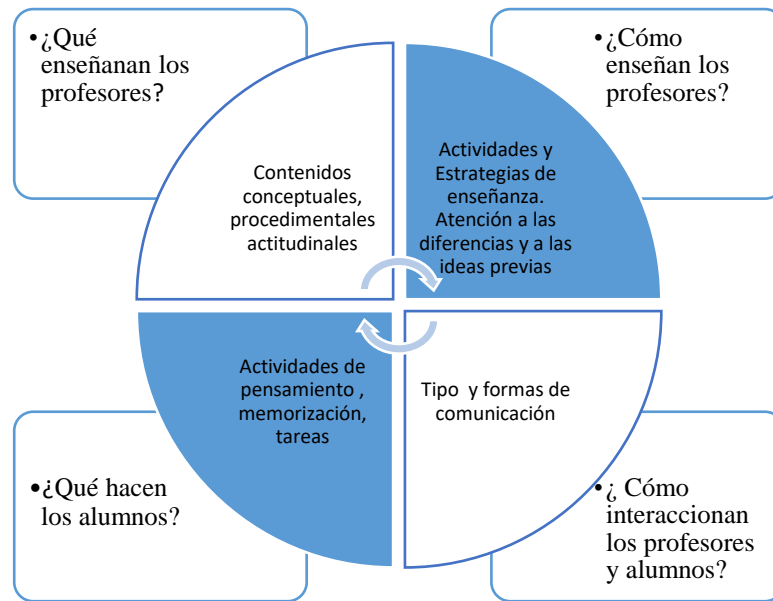 •¿Qué
enseñanan los
profesores?
•¿Cómo
enseñan los
profesores?
Contenidos
conceptuales,
procedimentales
actitudinales
Actividades y
Estrategias de
enseñanza.
Atención a las
diferencias y a las
ideas previas
Actividades de
pensamiento ,
memorización,
tareas
Tipo y formas de
comunicación
•¿Qué hacen
los alumnos?
•¿ Cómo
interaccionan
los profesores
y alumnos?